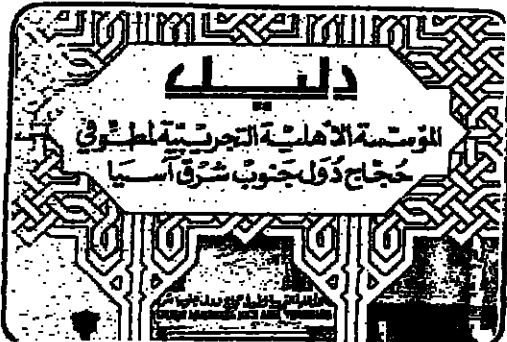 دليل
المؤسسة الأهلية التجريبية لمطوفي
حجاج دول جنوب شرق آسيا